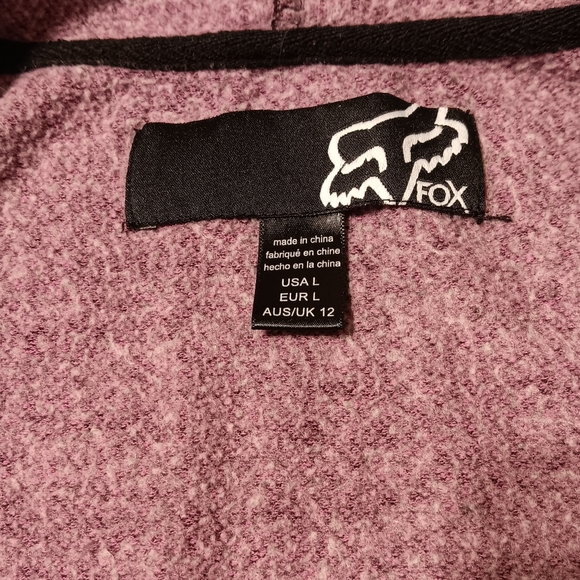 FOX
made in china
fabriqué en chine
hecho en la china
USA L
EUR L
AUS/UK 12